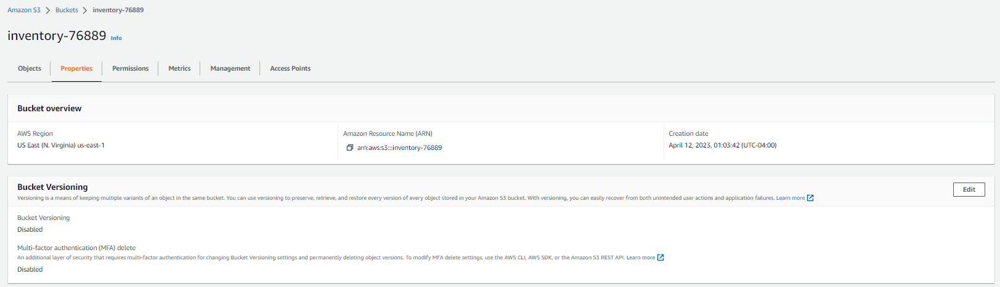 Amazon S3 > Buckets > inventory-76889
inventory-76889 Info
Objects Properties Permissions Metrics Management Access Points
Bucket overview
AWS Region
US East (N. Virginia) us-east-1
Amazon Resource Name (ARN)
arn:aws:s3:::inventory-76889
Creation date
April 12, 2023, 01:03:42 (UTC-04:00)
Bucket Versioning
Edit
Versioning is a means of keeping multiple variants of an object in the same bucket. You can use versioning to preserve, retrieve, and restore every version of every object stored in your Amazon S3 bucket. With versioning, you can easily recover from both unintended user actions and application failures. Learn more
Bucket Versioning
Disabled
Multi-factor authentication (MFA) delete
An additional layer of security that requires multi-factor authentication for changing Bucket Versioning settings and permanently deleting object versions. To modify MFA delete settings, use the AWS CLI, AWS SDK, or the Amazon S3 REST API. Learn more
Disabled